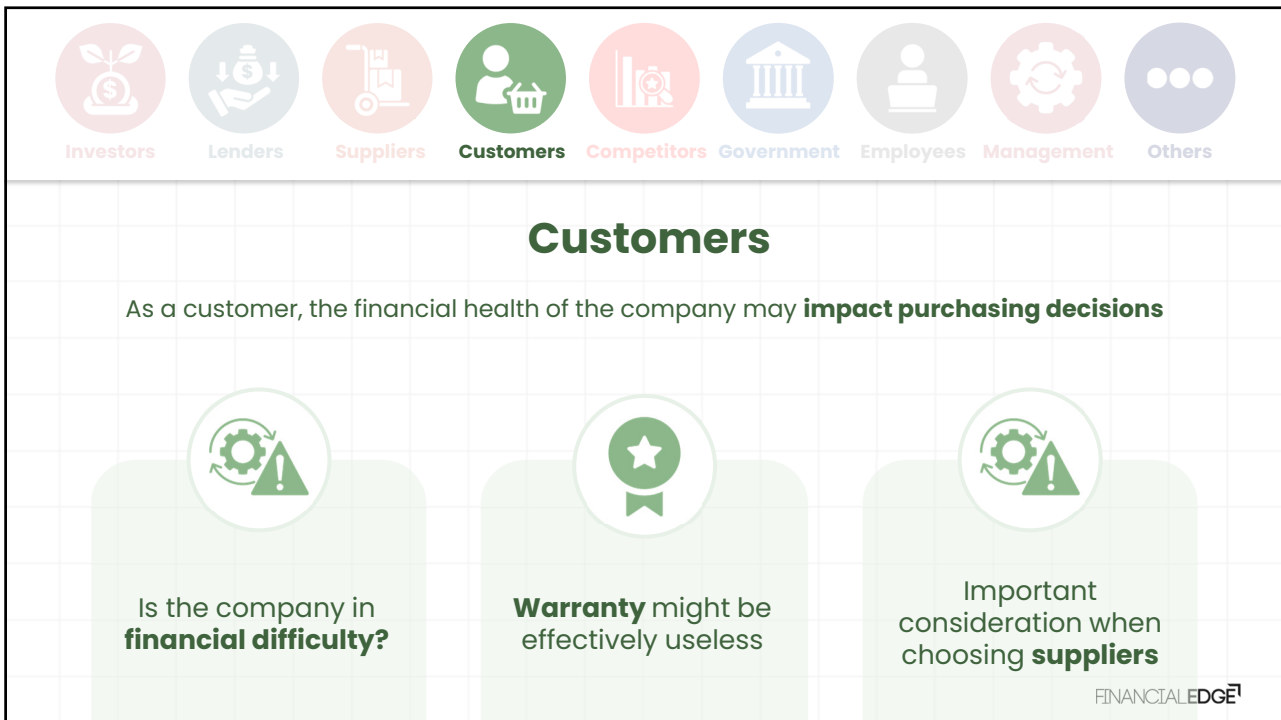 Investors Lenders Suppliers Customers Competitors Government Employees Management Others
Customers
As a customer, the financial health of the company may impact purchasing decisions
Is the company in
financial difficulty?
Warranty might be
effectively useless
Important
consideration when
choosing suppliers
FINANCIALEDGE